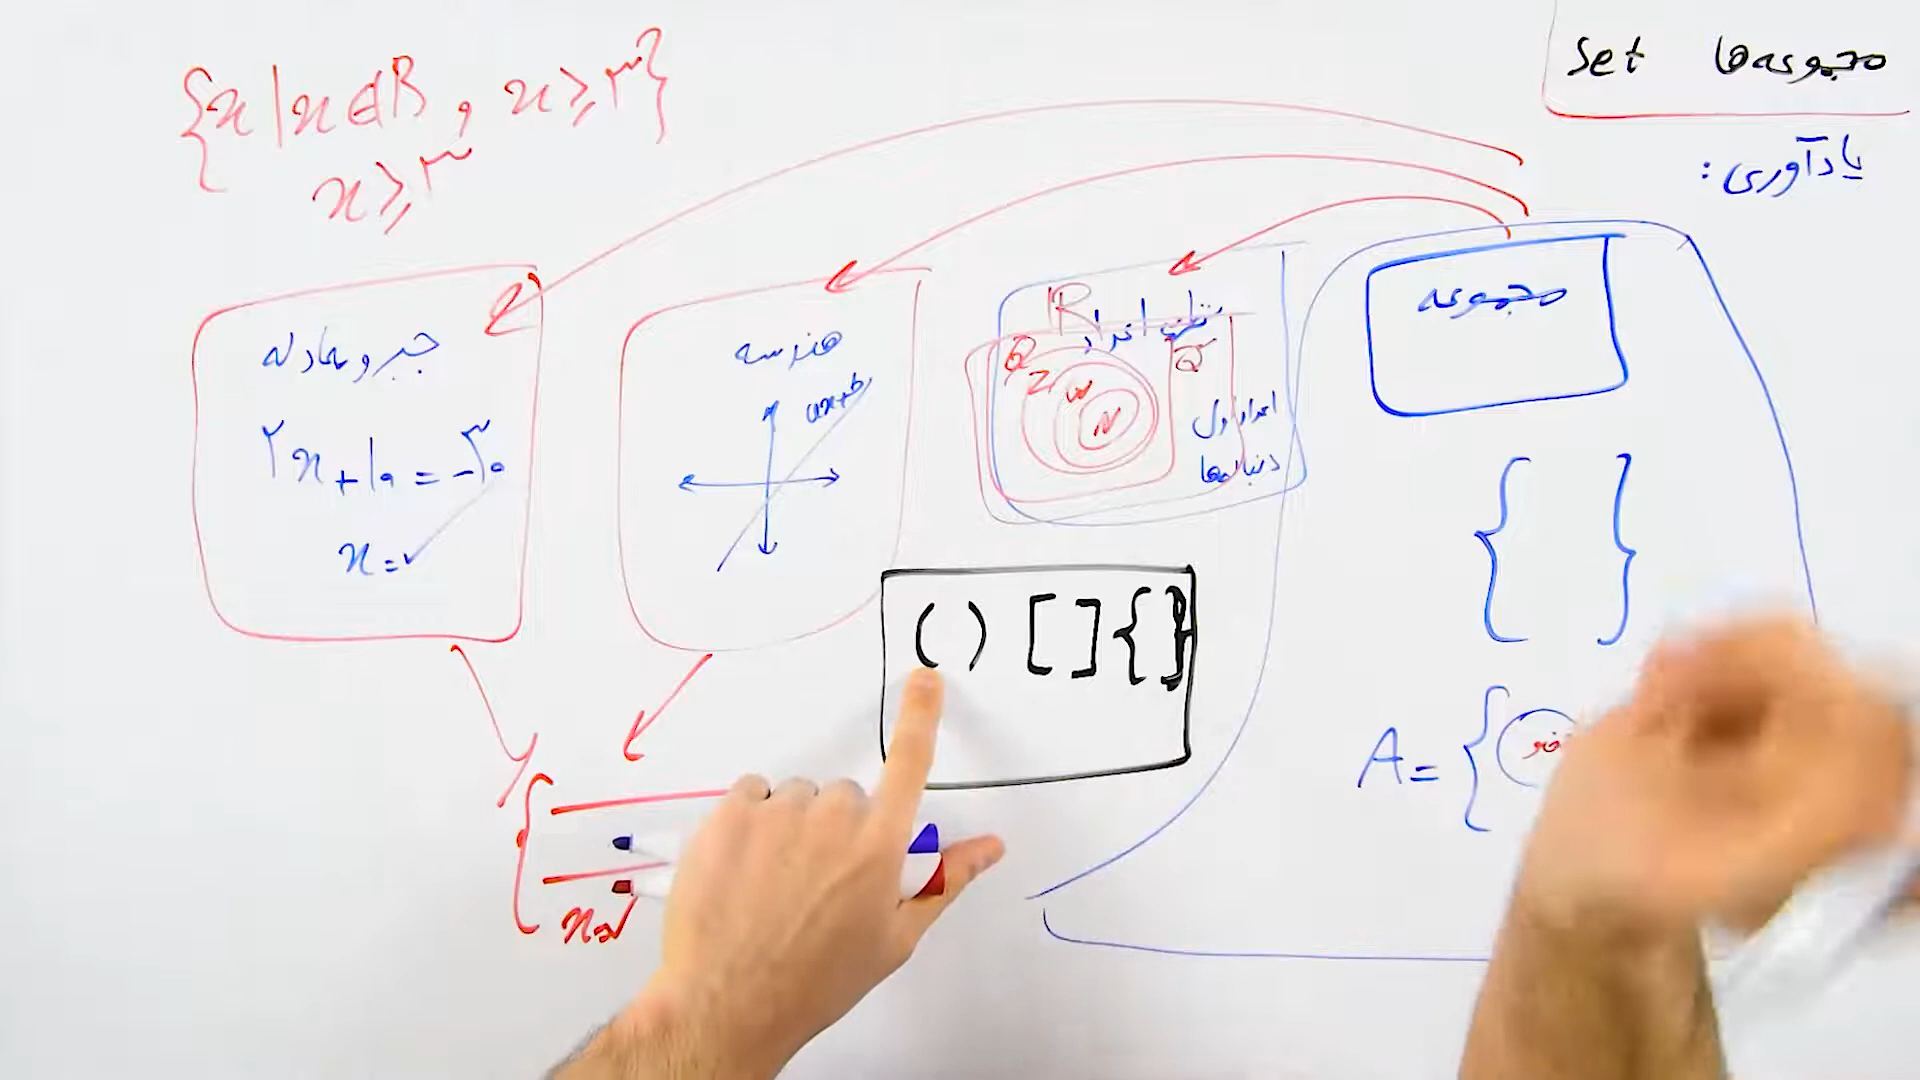 مجموعه‌ها Set
یادآوری:
{x | x ∈ R , x ≥ ۳}
x ≥ ۳
مجموعه
{ }
A = {
R
Q Z W N
Q'
اعداد اول
دنباله‌ها
هندسه
ax+b
جبر و معادله
۲x + ۱۰ = ۳۰
x = ✓
( ) [ ] { }
x = ✓